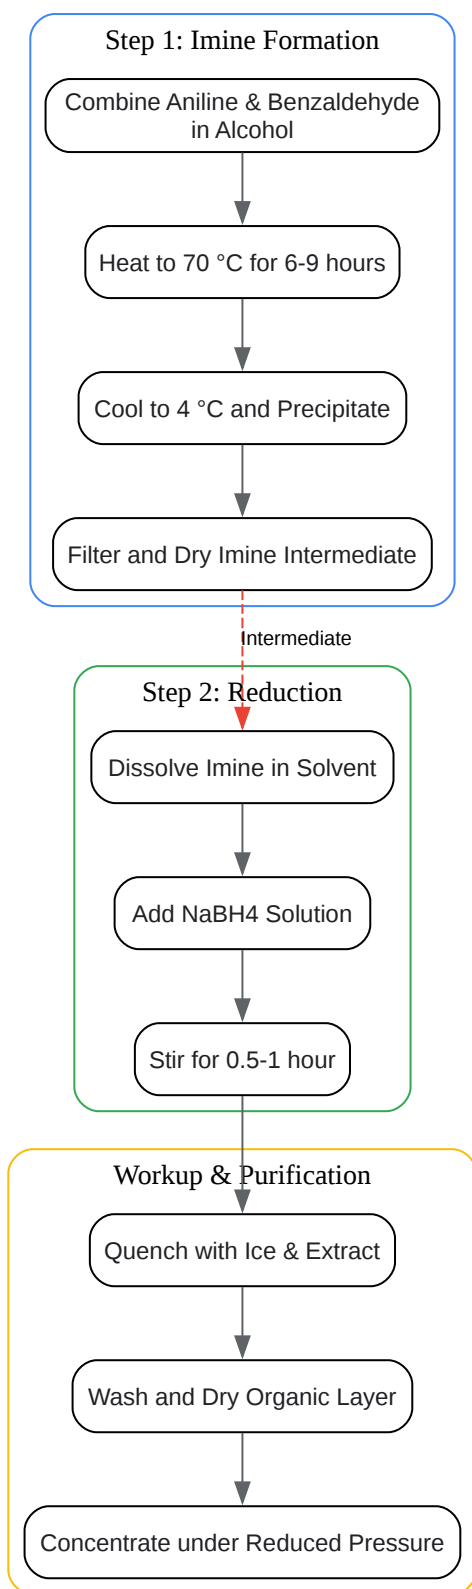 Step 1: Imine Formation
Combine Aniline & Benzaldehyde
in Alcohol
Heat to 70 °C for 6-9 hours
Cool to 4 °C and Precipitate
Filter and Dry Imine Intermediate
Intermediate
Step 2: Reduction
Dissolve Imine in Solvent
Add NaBH4 Solution
Stir for 0.5-1 hour
Workup & Purification
Quench with Ice & Extract
Wash and Dry Organic Layer
Concentrate under Reduced Pressure